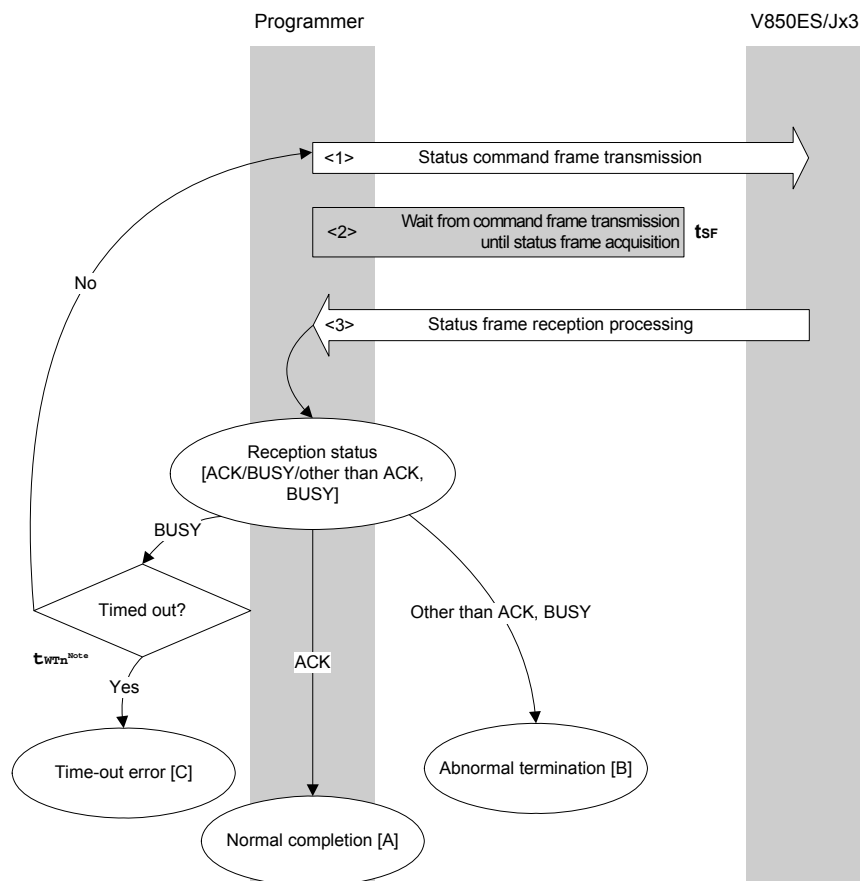 Programmer
V850ES/Jx3
<1> Status command frame transmission
<2> Wait from command frame transmission
until status frame acquisition
tSF
No
<3> Status frame reception processing
Reception status
[ACK/BUSY/other than ACK,
BUSY]
BUSY
Timed out?
Other than ACK, BUSY
tWTn Note
ACK
Yes
Time-out error [C]
Abnormal termination [B]
Normal completion [A]